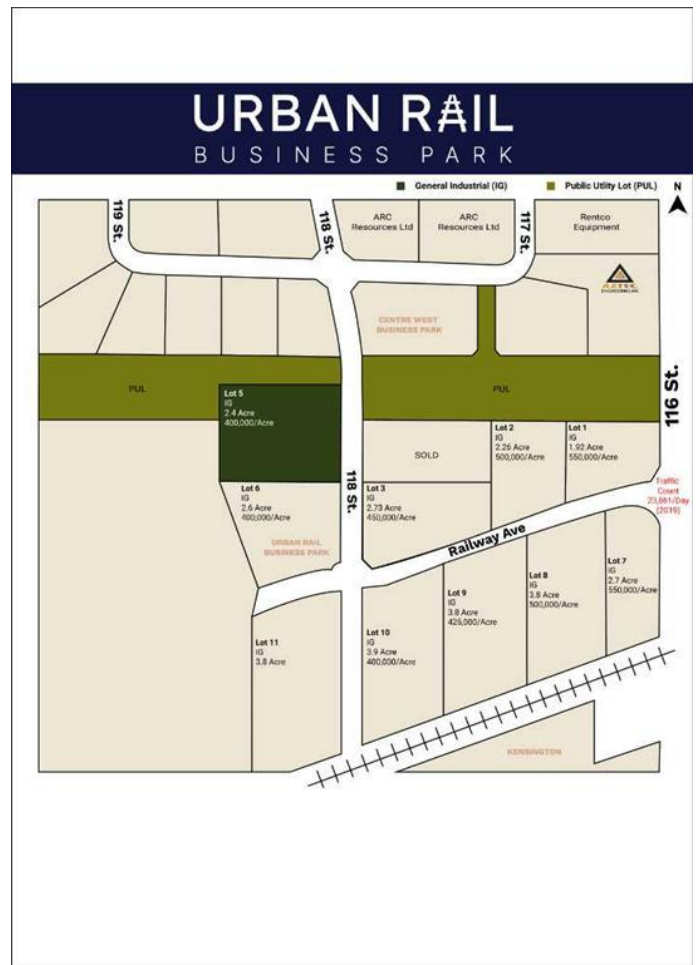 URBAN RAIL
BUSINESS PARK
General Industrial (IG)
Public Utlity Lot (PUL)
N
119 St.
118 St.
ARC
Resources Ltd
ARC
Resources Ltd
117 St.
Rentco
Equipment
AZTEC
CENTRE WEST
BUSINESS PARK
PUL
PUL
116 St.
Lot 5
IG
2.4 Acre
400,000/Acre
SOLD
Lot 2
IG
2.26 Acre
500,000/Acre
Lot 1
IG
1.92 Acre
550,000/Acre
118 St.
Lot 6
IG
2.6 Acre
400,000/Acre
Lot 3
IG
2.73 Acre
450,000/Acre
Traffic
Count
23,861/Day
(2019)
URBAN RAIL
BUSINESS PARK
Railway Ave
Lot 7
IG
2.7 Acre
550,000/Acre
Lot 8
IG
3.8 Acre
500,000/Acre
Lot 9
IG
3.8 Acre
425,000/Acre
Lot 11
IG
3.8 Acre
Lot 10
IG
3.9 Acre
400,000/Acre
KENSINGTON